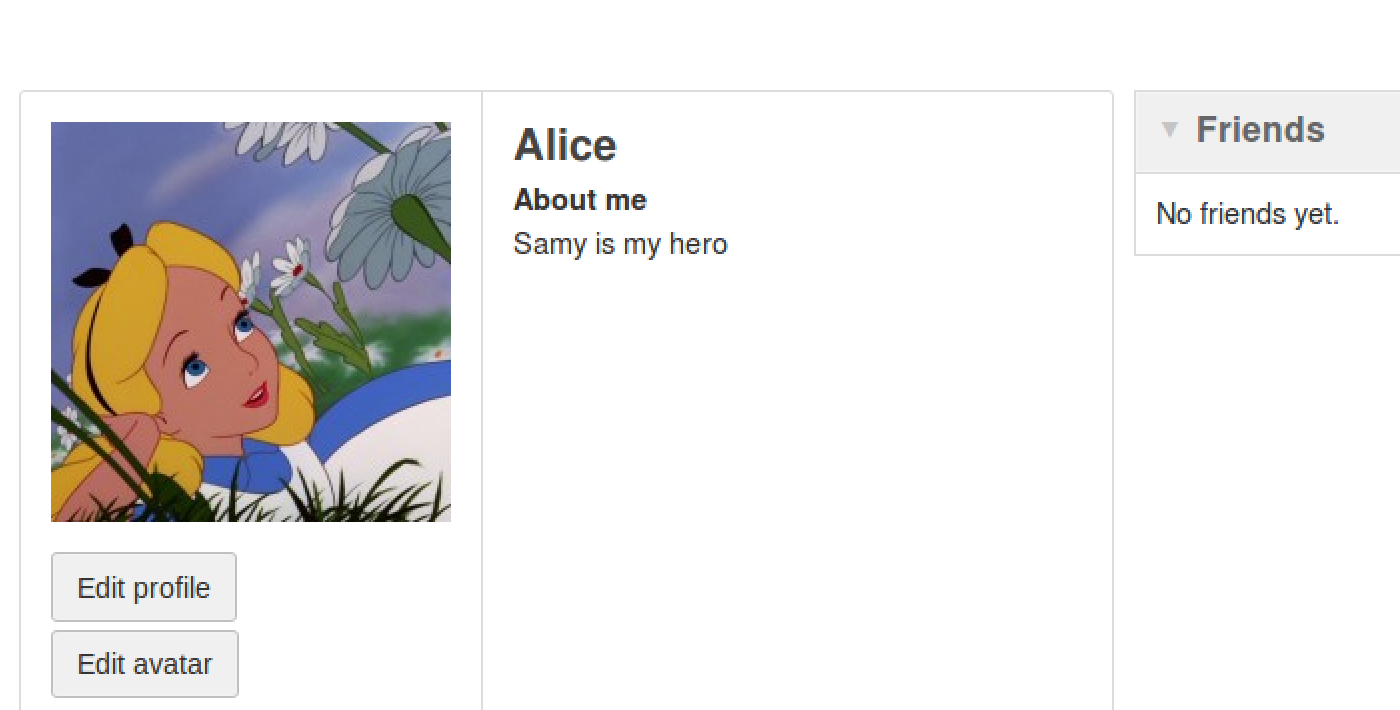 Alice
About me
Samy is my hero
Edit profile
Edit avatar
Friends
No friends yet.